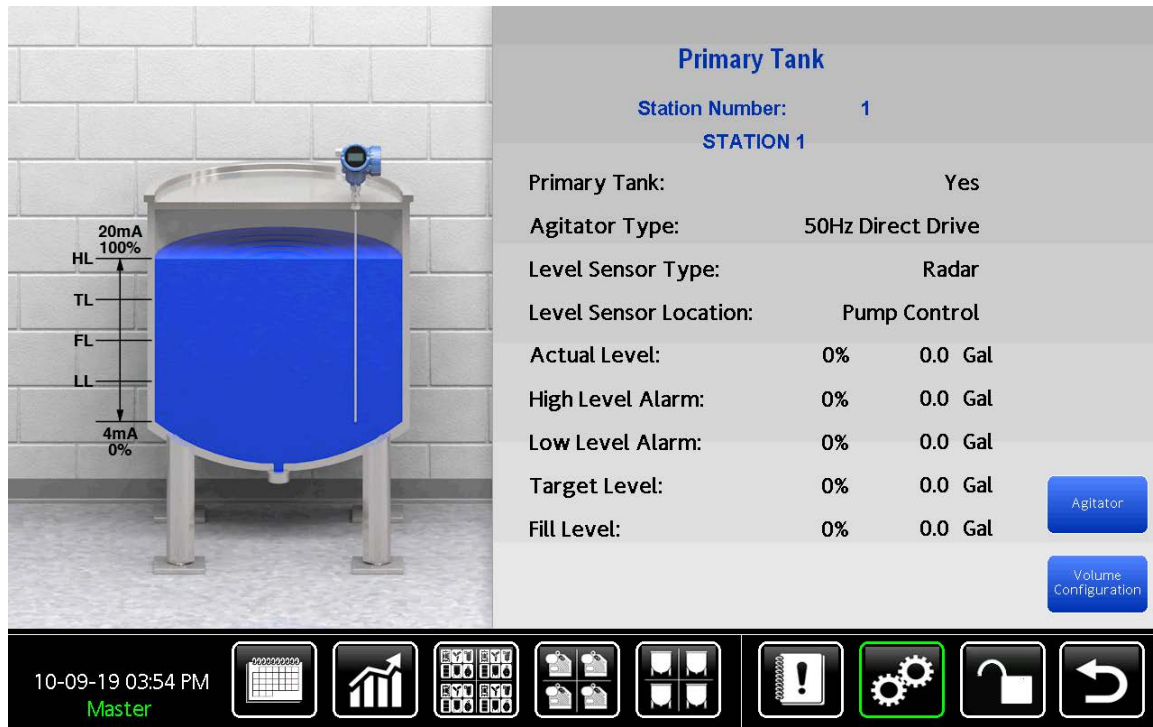 Primary Tank
Station Number: 1
STATION 1
Primary Tank: Yes
Agitator Type: 50Hz Direct Drive
Level Sensor Type: Radar
Level Sensor Location: Pump Control
Actual Level: 0% 0.0 Gal
High Level Alarm: 0% 0.0 Gal
Low Level Alarm: 0% 0.0 Gal
Target Level: 0% 0.0 Gal
Fill Level: 0% 0.0 Gal
20mA
100%
HL
TL
FL
LL
4mA
0%
Agitator
Volume
Configuration
10-09-19 03:54 PM
Master